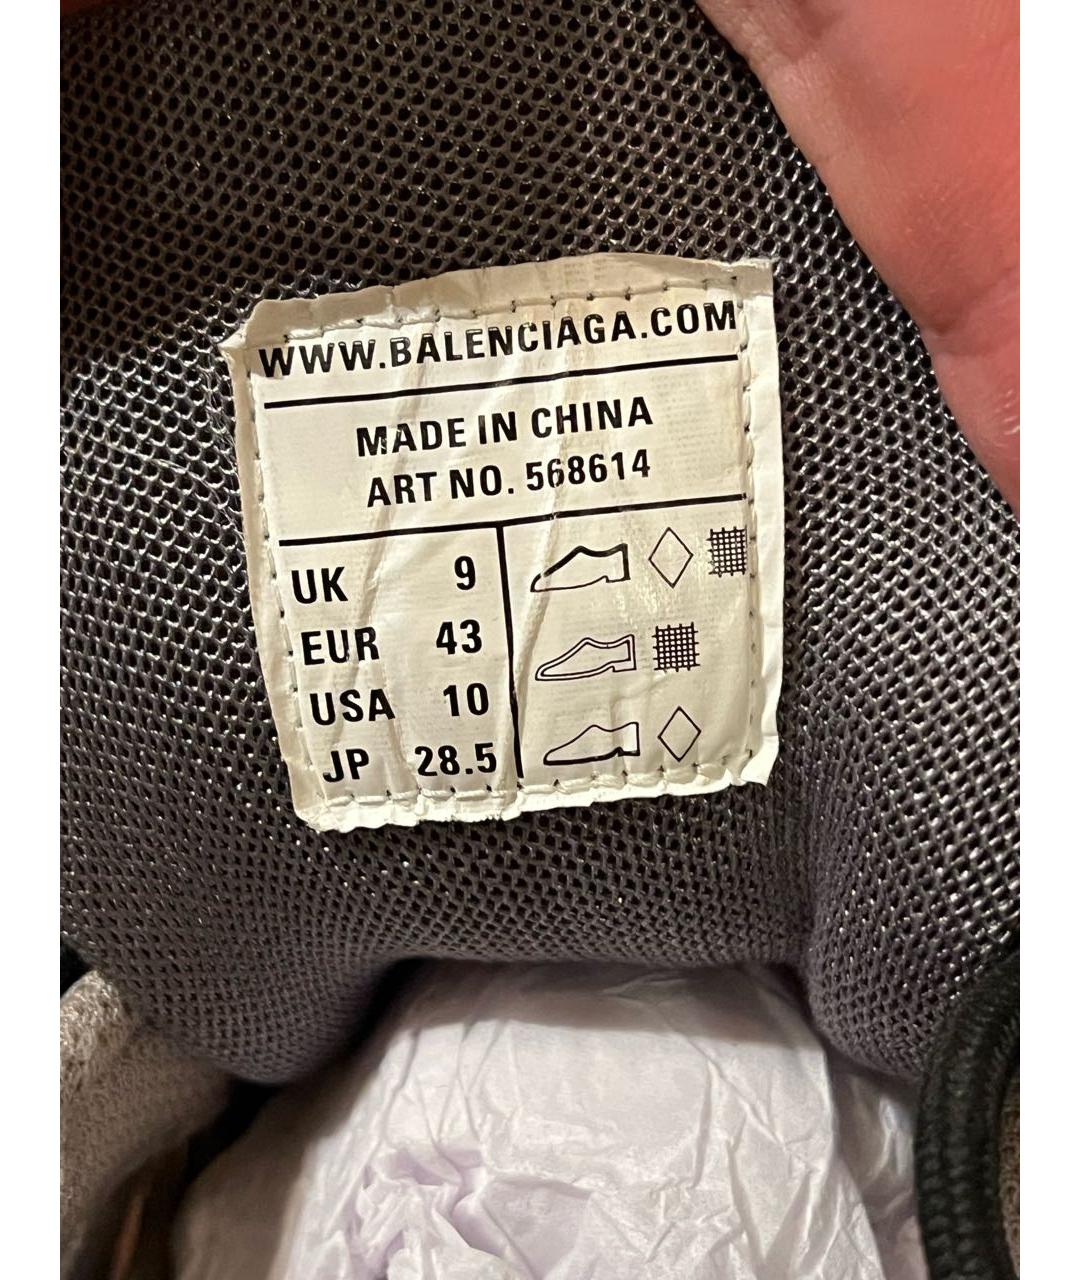 WWW.BALENCIAGA.COM
MADE IN CHINA
ART NO. 568614
UK 9
EUR 43
USA 10
JP 28.5